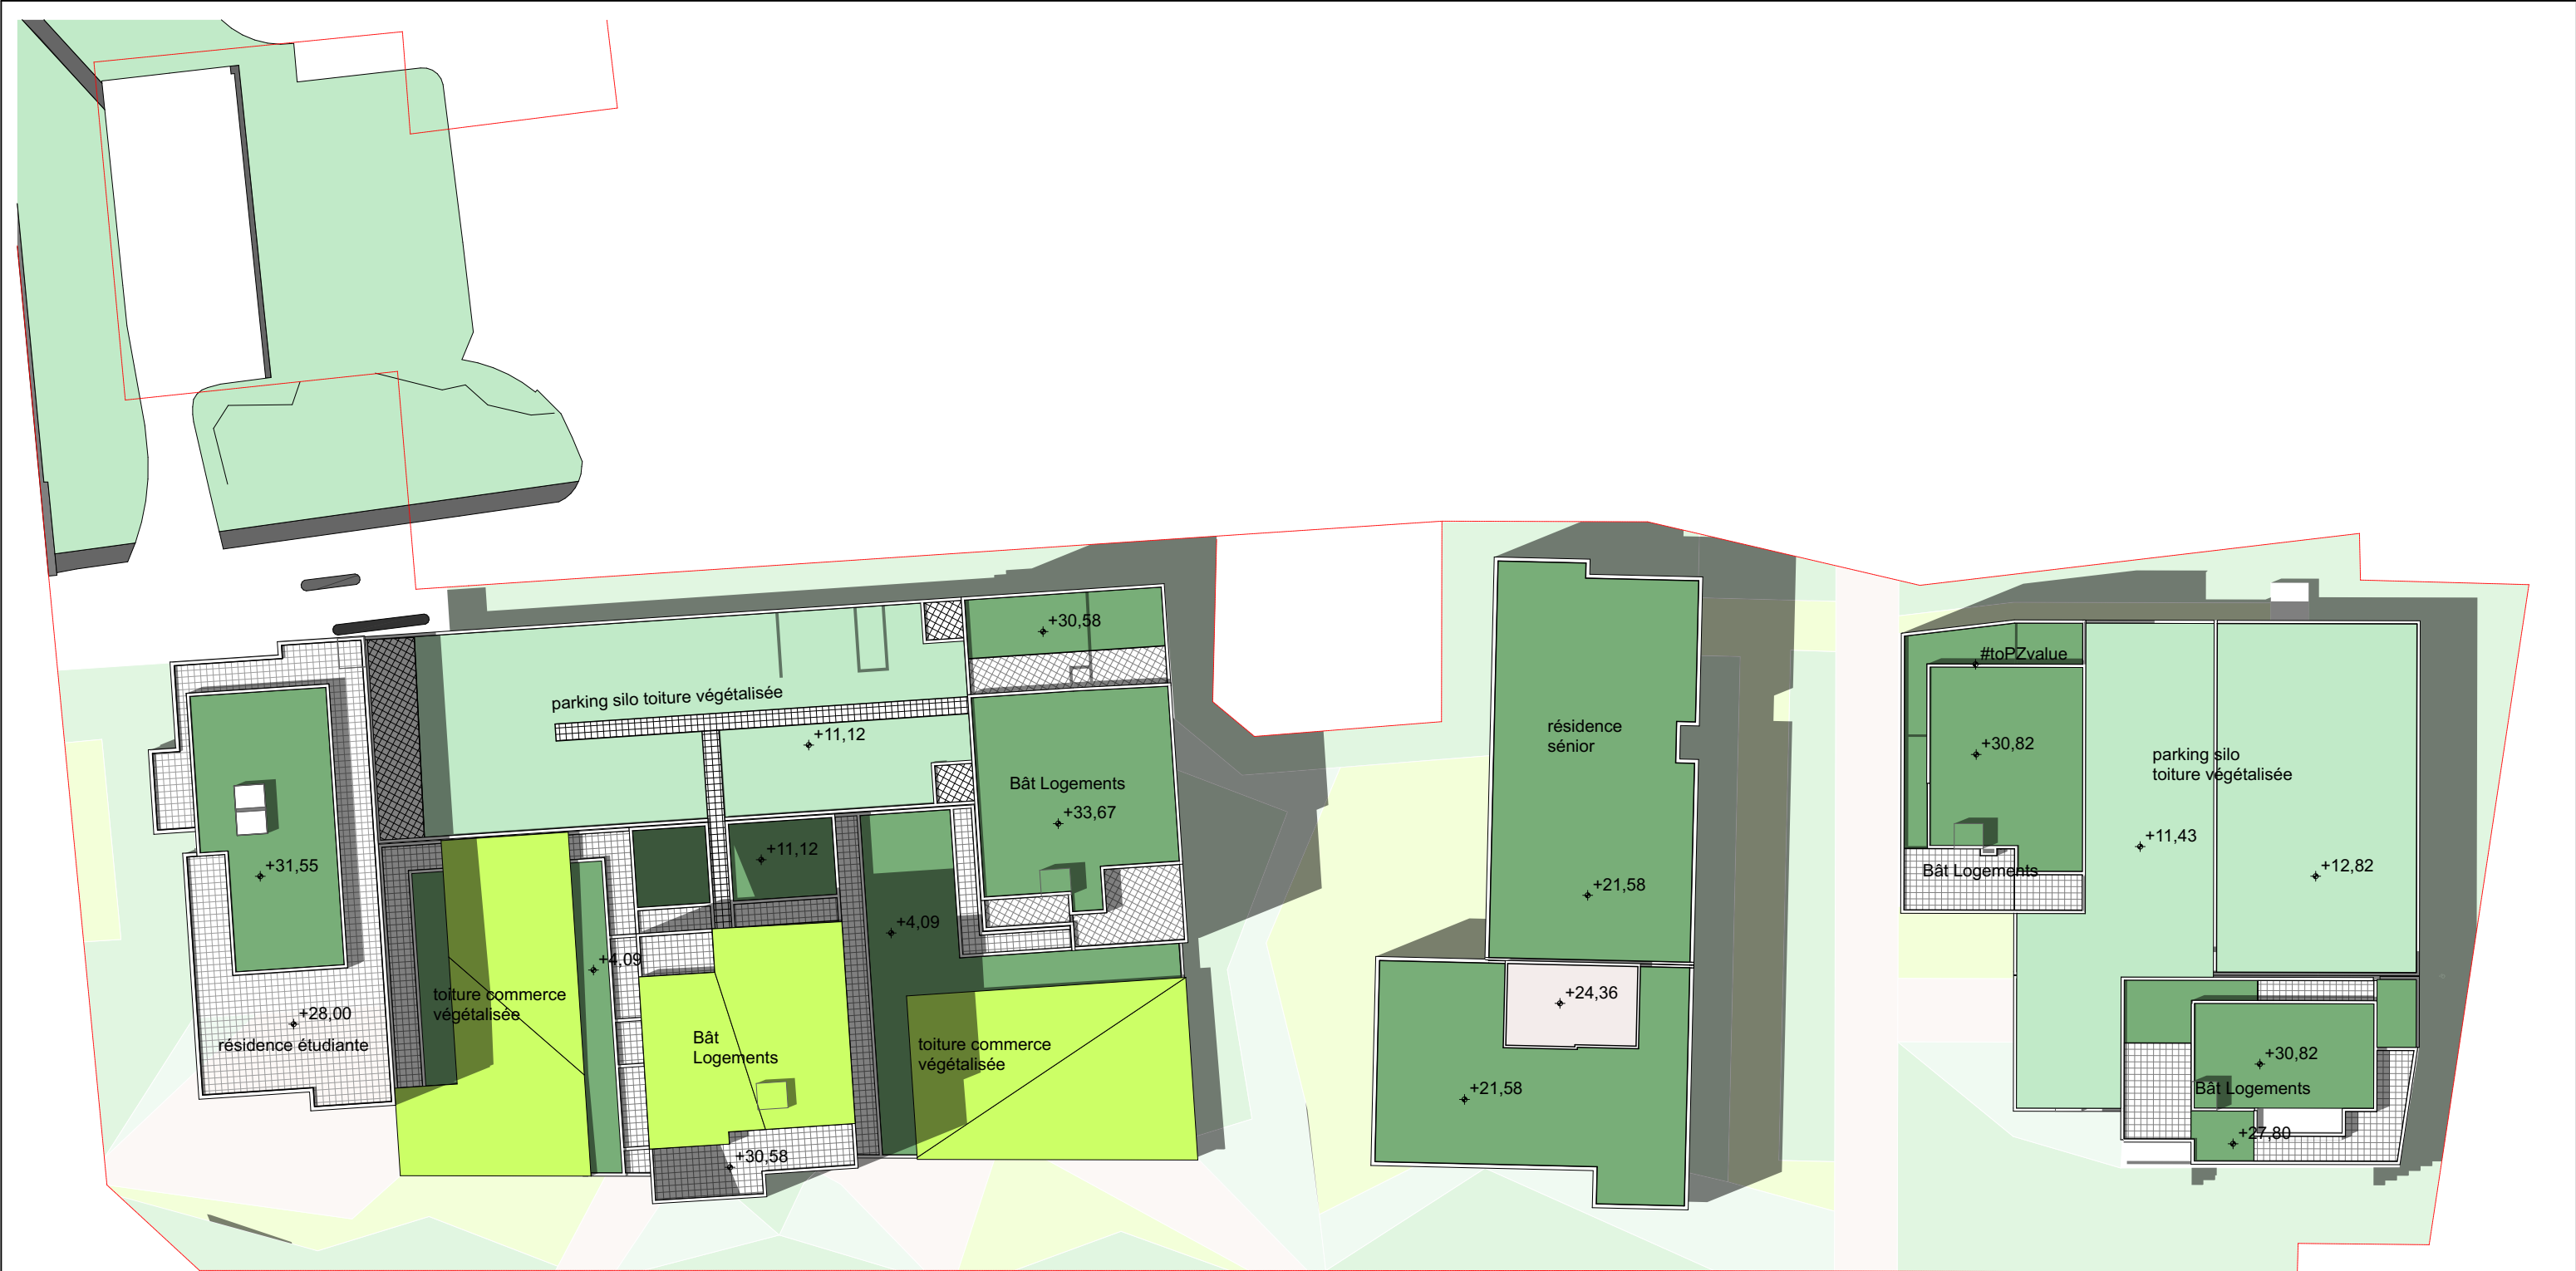 +30,58
parking silo toiture végétalisée
+11,12
Bât Logements
+33,67
+11,12
+31,55
+4,09
+4,09
toiture commerce
végétalisée
+28,00
résidence étudiante
Bât
Logements
toiture commerce
végétalisée
+30,58
résidence
sénior
+21,58
+24,36
+21,58
#toPZvalue
+30,82
parking silo
toiture végétalisée
+11,43
Bât Logements
+12,82
+30,82
Bât Logements
+27,80